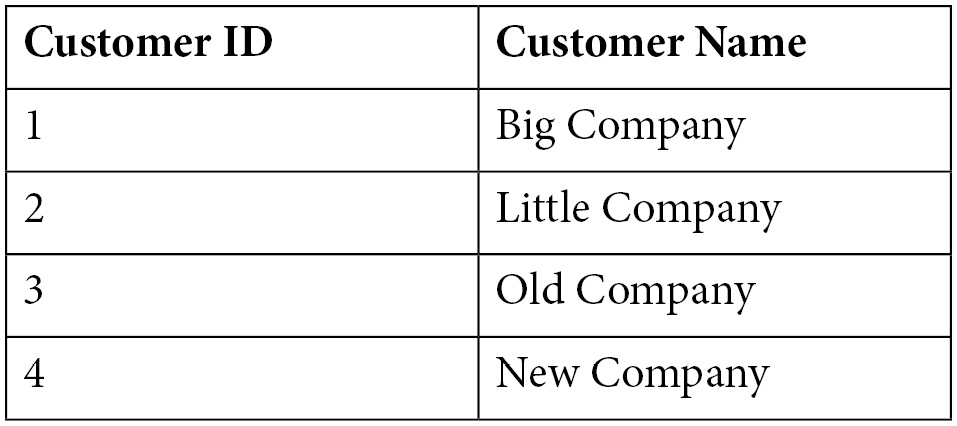 Customer ID Customer Name
1 Big Company
2 Little Company
3 Old Company
4 New Company